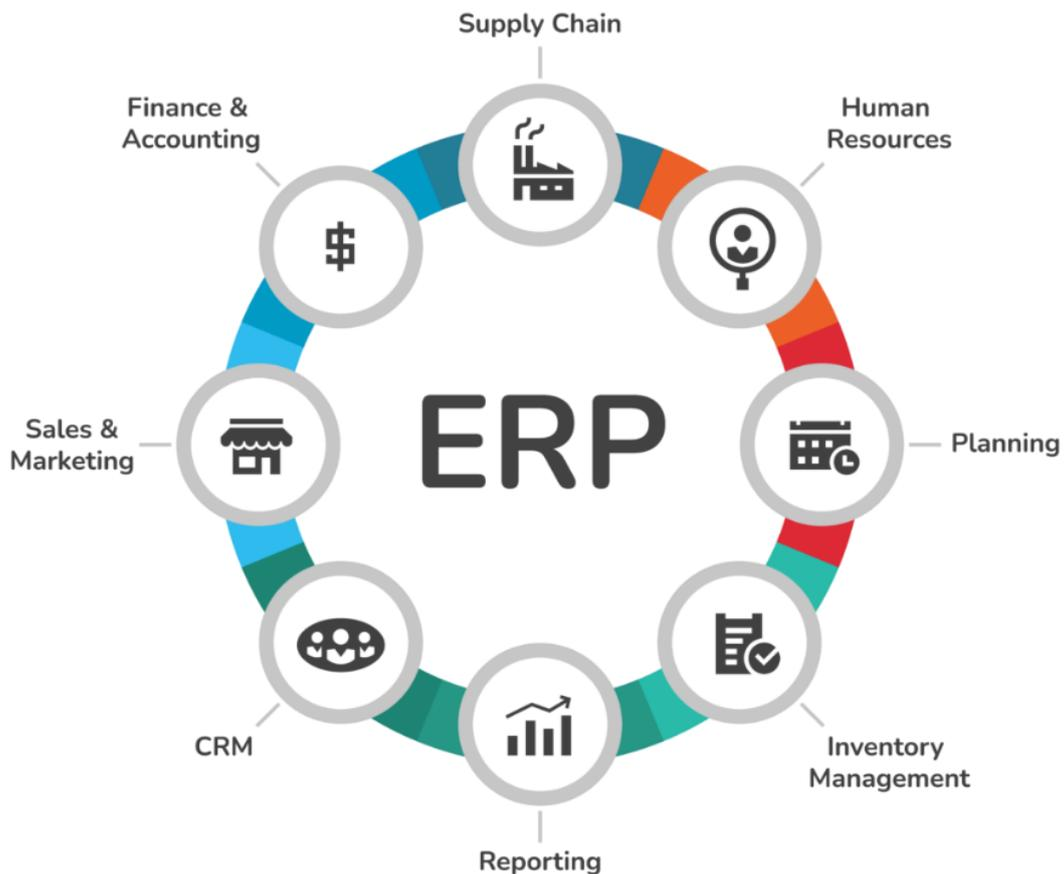 Supply Chain
Finance &
Accounting
Human
Resources
Sales &
Marketing
ERP
Planning
CRM
Inventory
Management
Reporting